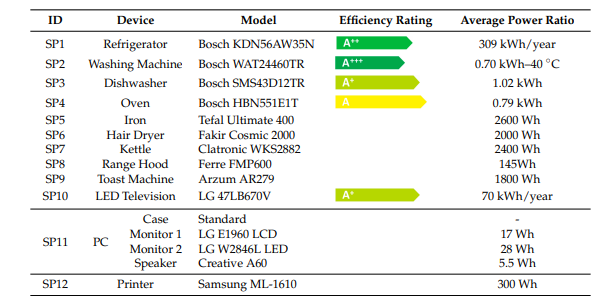 ID Device Model Efficiency Rating Average Power Ratio
SP1 Refrigerator Bosch KDN56AW35N A++ 309 kWh/year
SP2 Washing Machine Bosch WAT24460TR A+++ 0.70 kWh–40 °C
SP3 Dishwasher Bosch SMS43D12TR A+ 1.02 kWh
SP4 Oven Bosch HBN551E1T A 0.79 kWh
SP5 Iron Tefal Ultimate 400 2600 Wh
SP6 Hair Dryer Fakir Cosmic 2000 2000 Wh
SP7 Kettle Clatronic WKS2882 2400 Wh
SP8 Range Hood Ferre FMP600 145Wh
SP9 Toast Machine Arzum AR279 1800 Wh
SP10 LED Television LG 47LB670V A+ 70 kWh/year
SP11 PC Case Standard -
Monitor 1 LG E1960 LCD 17 Wh
Monitor 2 LG W2846L LED 28 Wh
Speaker Creative A60 5.5 Wh
SP12 Printer Samsung ML-1610 300 Wh